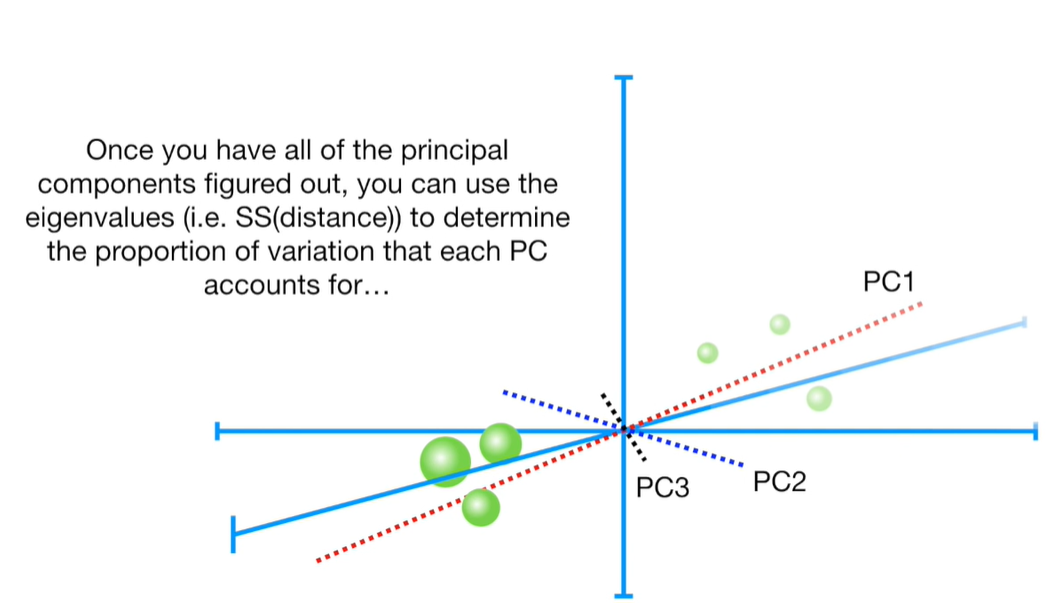 Once you have all of the principal
components figured out, you can use the
eigenvalues (i.e. SS(distance)) to determine
the proportion of variation that each PC
accounts for…
PC1
PC3
PC2